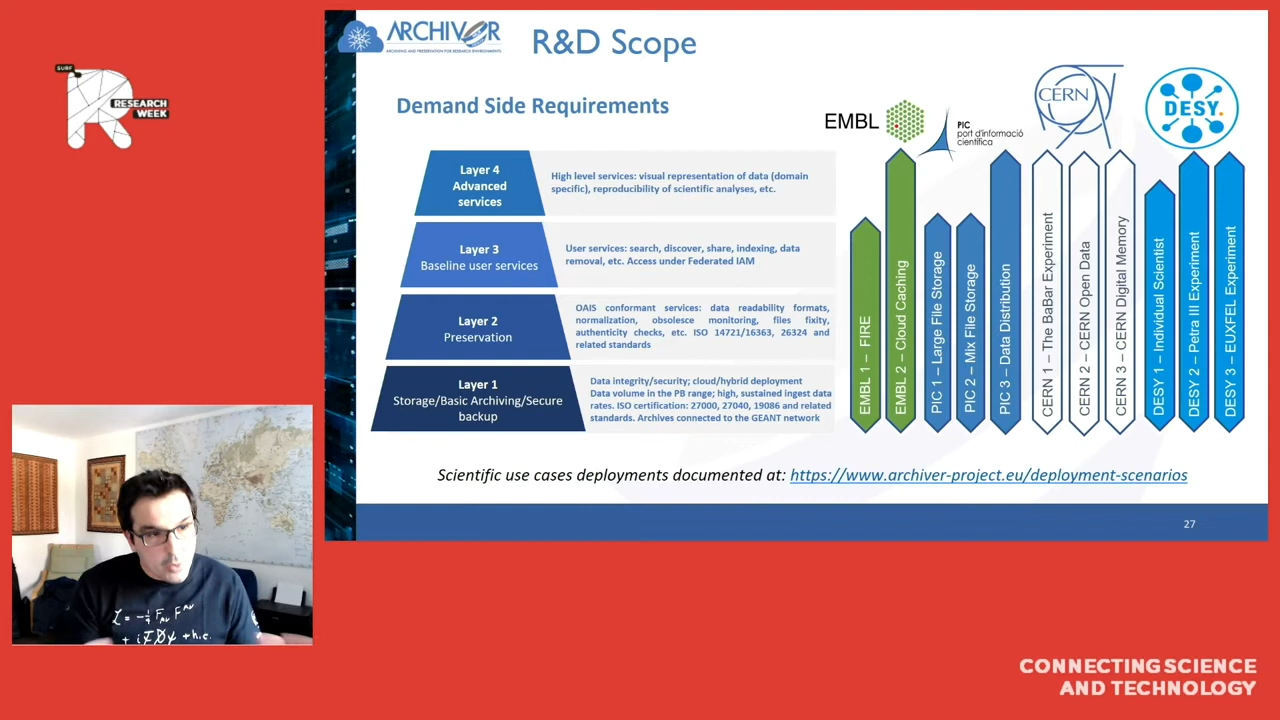 SURF
RESEARCH
WEEK
ARCHIVER
ARCHIVING AND PRESERVATION FOR RESEARCH ENVIRONMENTS
R&D Scope
Demand Side Requirements
EMBL
PIC
port d'informació
científica
CERN
DESY.
Layer 4
Advanced
services
High level services: visual representation of data (domain
specific), reproducibility of scientific analyses, etc.
Layer 3
Baseline user services
User services: search, discover, share, indexing, data
removal, etc. Access under Federated IAM
Layer 2
Preservation
OAIS conformant services: data readability formats,
normalization, obsolesce monitoring, files fixity,
authenticity checks, etc. ISO 14721/16363, 26324 and
related standards
Layer 1
Storage/Basic Archiving/Secure
backup
Data integrity/security; cloud/hybrid deployment
Data volume in the PB range; high, sustained ingest data
rates. ISO certification: 27000, 27040, 19086 and related
standards. Archives connected to the GEANT network
EMBL 1 – FIRE
EMBL 2 – Cloud Caching
PIC 1 – Large File Storage
PIC 2 – Mix File Storage
PIC 3 – Data Distribution
CERN 1 – The BaBar Experiment
CERN 2 – CERN Open Data
CERN 3 – CERN Digital Memory
DESY 1 – Individual Scientist
DESY 2 – Petra III Experiment
DESY 3 – EUXFEL Experiment
Scientific use cases deployments documented at: https://www.archiver-project.eu/deployment-scenarios
27
CONNECTING SCIENCE
AND TECHNOLOGY